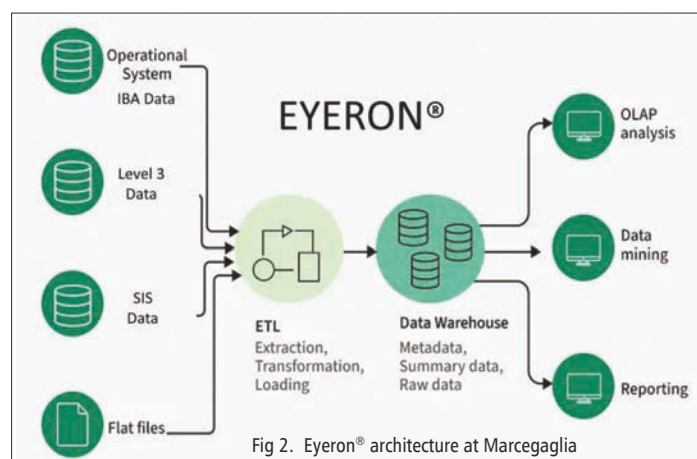 EYERON®
Operational
System
IBA Data
Level 3
Data
SIS
Data
Flat files
ETL
Extraction,
Transformation,
Loading
Data Warehouse
Metadata,
Summary data,
Raw data
OLAP
analysis
Data
mining
Reporting
Fig 2. Eyeron® architecture at Marcegaglia